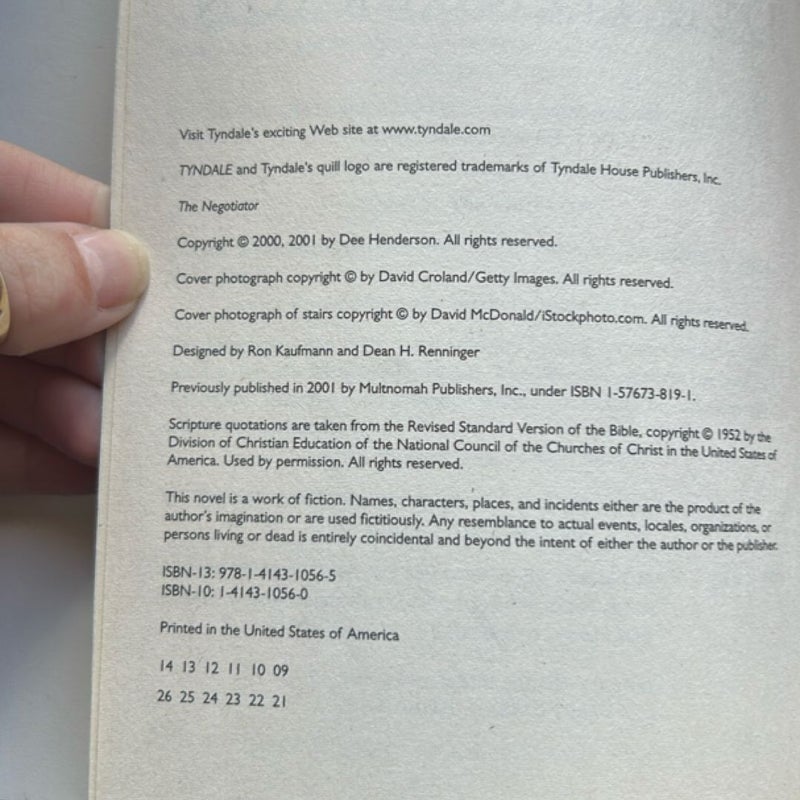 Visit Tyndale's exciting Web site at www.tyndale.com
TYNDALE and Tyndale's quill logo are registered trademarks of Tyndale House Publishers, Inc.
The Negotiator
Copyright © 2000, 2001 by Dee Henderson. All rights reserved.
Cover photograph copyright © by David Croland/Getty Images. All rights reserved.
Cover photograph of stairs copyright © by David McDonald/iStockphoto.com. All rights reserved.
Designed by Ron Kaufmann and Dean H. Renninger
Previously published in 2001 by Multnomah Publishers, Inc., under ISBN 1-57673-819-1.
Scripture quotations are taken from the Revised Standard Version of the Bible, copyright © 1952 by the
Division of Christian Education of the National Council of the Churches of Christ in the United States of
America. Used by permission. All rights reserved.
This novel is a work of fiction. Names, characters, places, and incidents either are the product of the
author's imagination or are used fictitiously. Any resemblance to actual events, locales, organizations, or
persons living or dead is entirely coincidental and beyond the intent of either the author or the publisher.
ISBN-13: 978-1-4143-1056-5
ISBN-10: 1-4143-1056-0
Printed in the United States of America
14 13 12 11 10 09
26 25 24 23 22 21